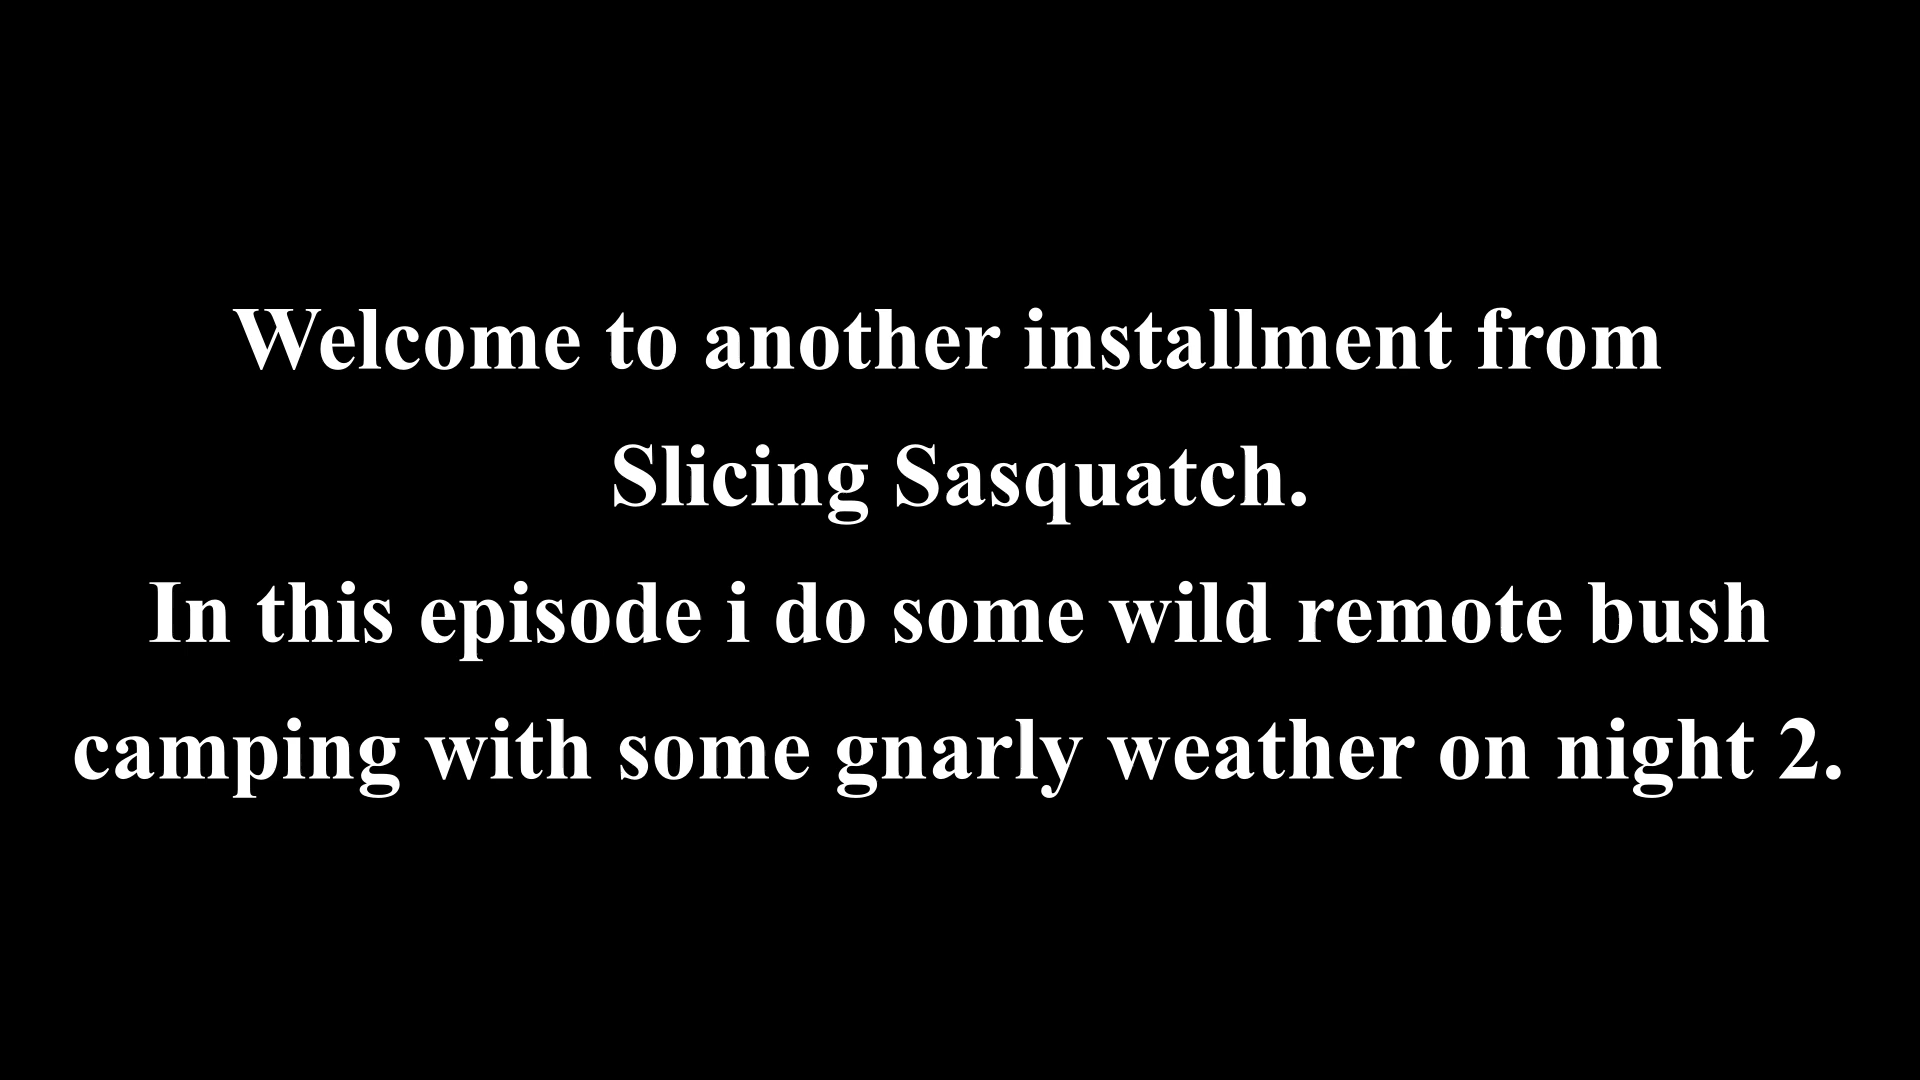 Welcome to another installment from
Slicing Sasquatch.
In this episode i do some wild remote bush
camping with some gnarly weather on night 2.